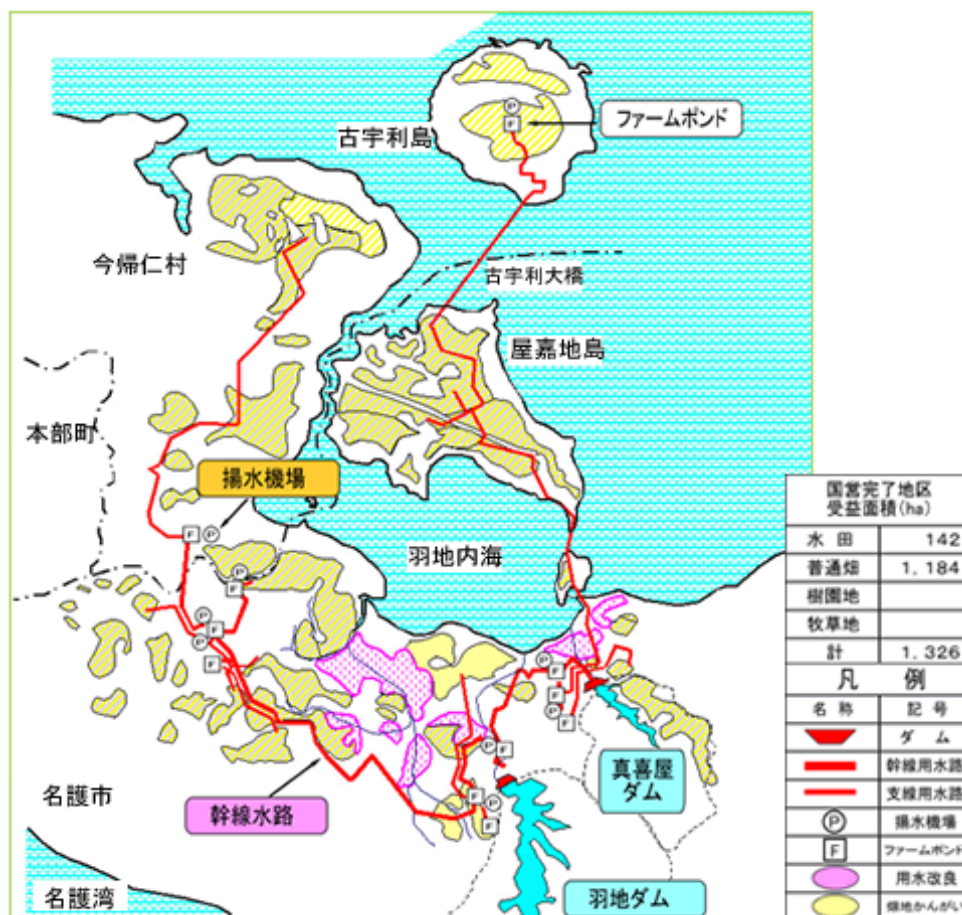 ファームポンド
古宇利島
今帰仁村
古宇利大橋
屋嘉地島
本部町
揚水機場
羽地内海
名護市
幹線水路
真喜屋
ダム
羽地ダム
名護湾
P
F
F P
P
F
P
F
P
F
P
F
F
F
P
F
F P
F
国営完了地区
受益面積(ha)
水田 142
普通畑 1,184
樹園地
牧草地
計 1,326
凡例
名称 記号
ダム
幹線用水路
支線用水路
P 揚水機場
F ファームポンド
用水改良
畑地かんがい